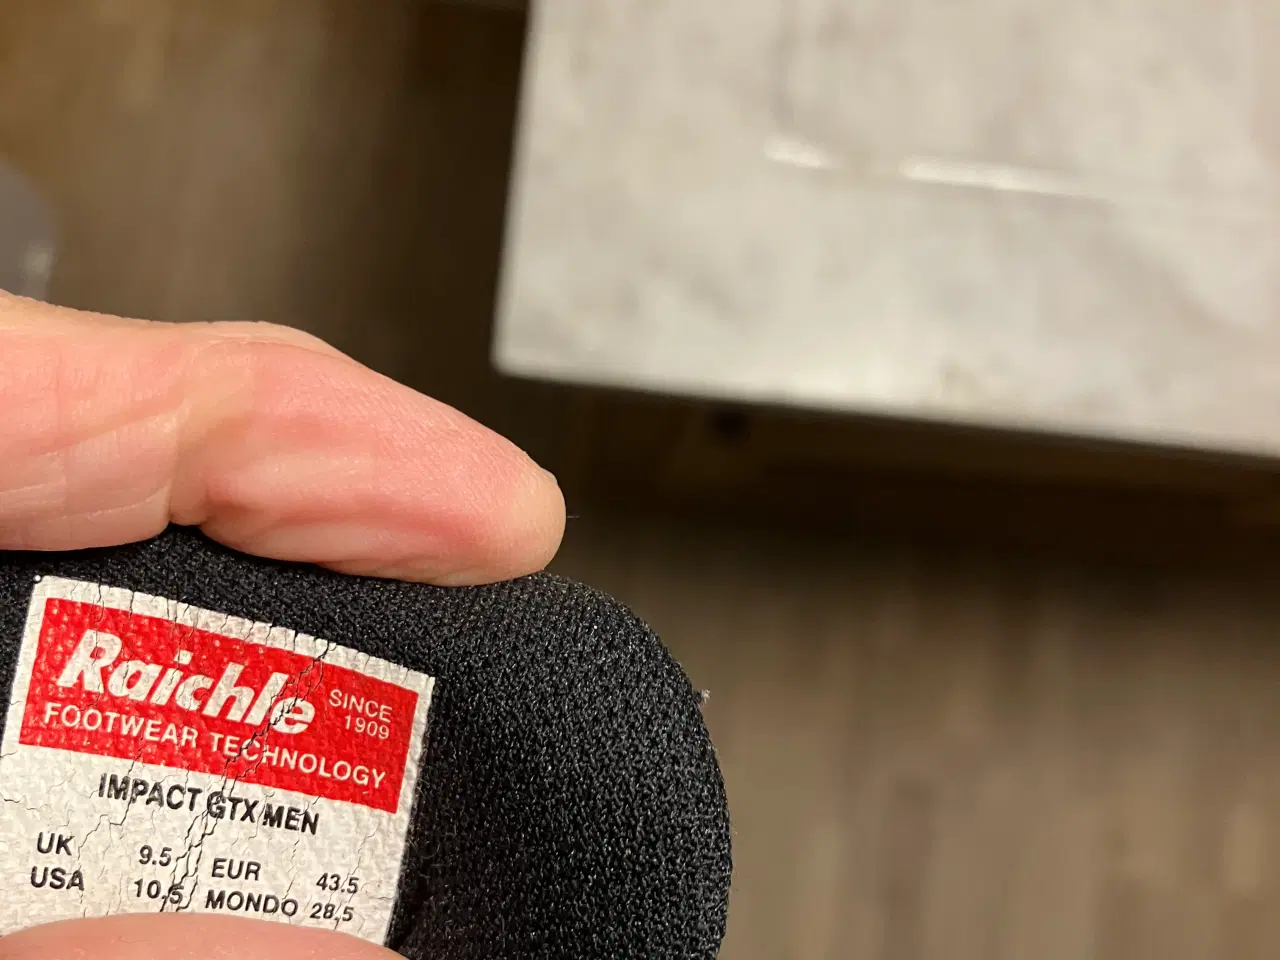 Raichle SINCE 1909
FOOTWEAR TECHNOLOGY
IMPACT GTX MEN
UK 9.5 EUR 43.5
USA 10.5 MONDO 28.5